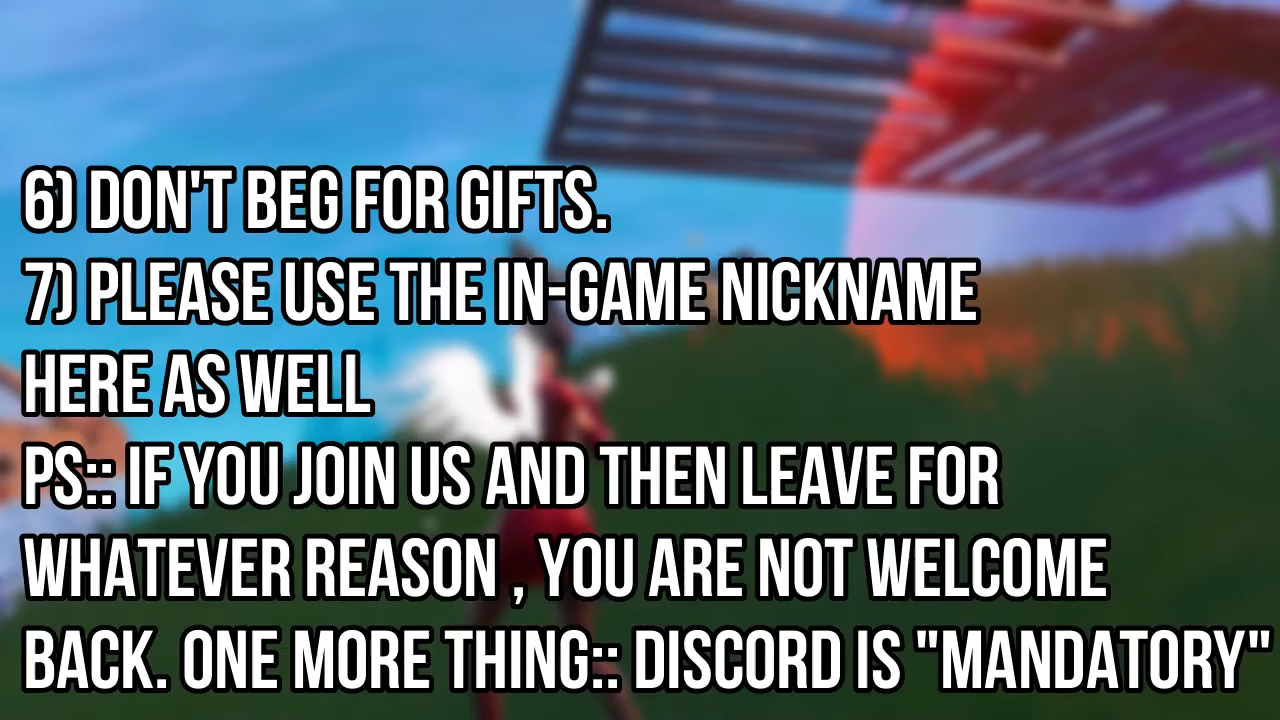 6) DON'T BEG FOR GIFTS.
7) PLEASE USE THE IN-GAME NICKNAME
HERE AS WELL
PS:: IF YOU JOIN US AND THEN LEAVE FOR
WHATEVER REASON , YOU ARE NOT WELCOME
BACK. ONE MORE THING:: DISCORD IS "MANDATORY"